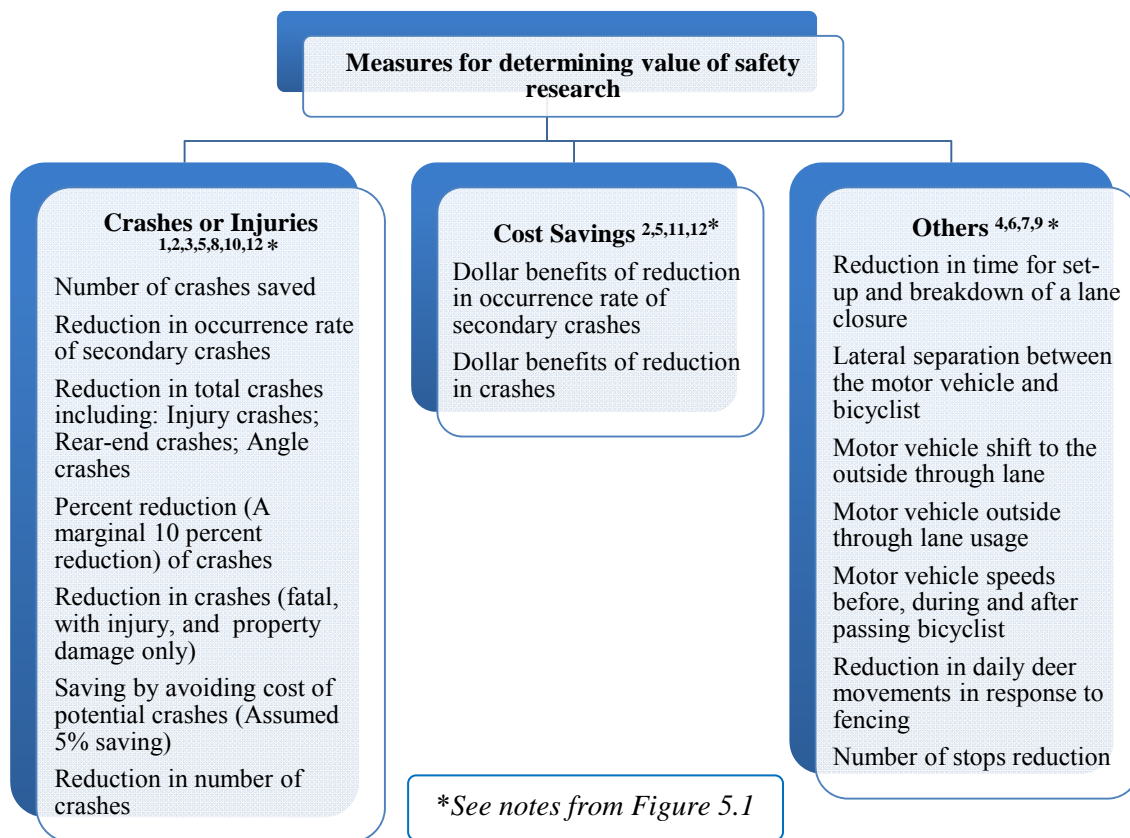 Measures for determining value of safety
research
Crashes or Injuries
1,2,3,5,8,10,12 *
Number of crashes saved
Reduction in occurrence rate
of secondary crashes
Reduction in total crashes
including: Injury crashes;
Rear-end crashes; Angle
crashes
Percent reduction (A
marginal 10 percent
reduction) of crashes
Reduction in crashes (fatal,
with injury, and property
damage only)
Saving by avoiding cost of
potential crashes (Assumed
5% saving)
Reduction in number of
crashes
Cost Savings 2,5,11,12*
Dollar benefits of reduction
in occurrence rate of
secondary crashes
Dollar benefits of reduction
in crashes
Others 4,6,7,9 *
Reduction in time for set-
up and breakdown of a lane
closure
Lateral separation between
the motor vehicle and
bicyclist
Motor vehicle shift to the
outside through lane
Motor vehicle outside
through lane usage
Motor vehicle speeds
before, during and after
passing bicyclist
Reduction in daily deer
movements in response to
fencing
Number of stops reduction
*See notes from Figure 5.1